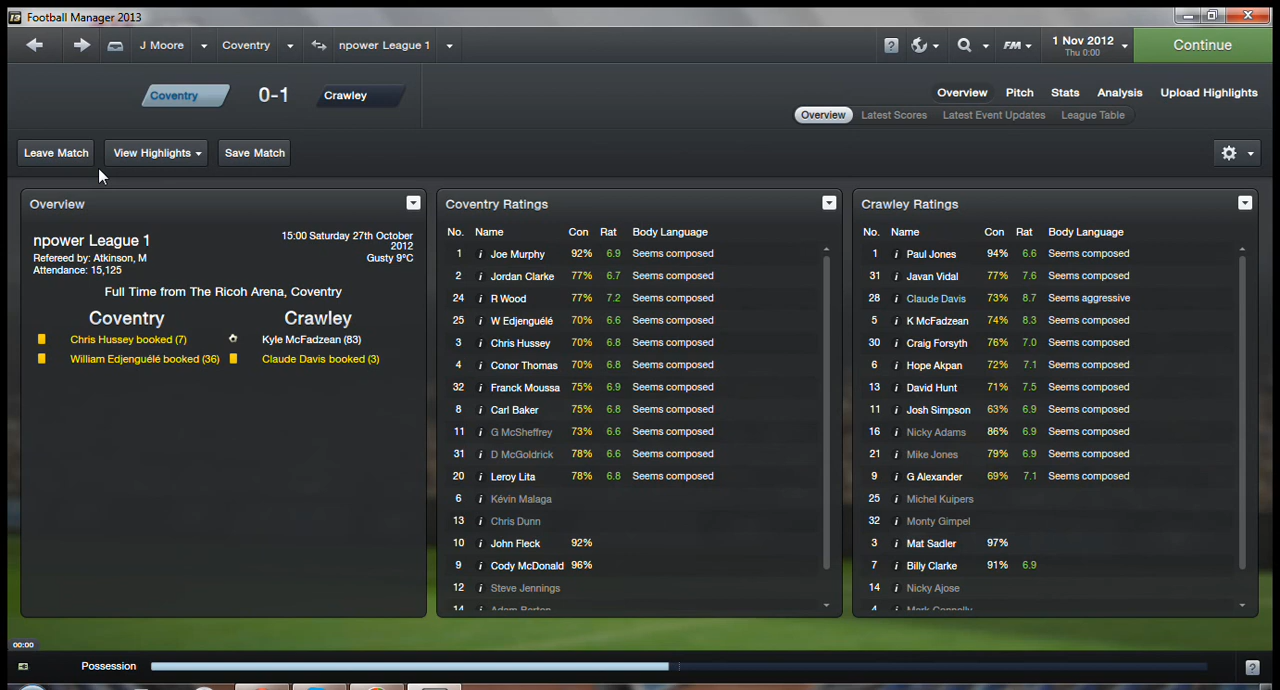 Football Manager 2013
J Moore Coventry npower League 1 ? FM 1 Nov 2012 Continue
Thu 0:00
Coventry 0-1 Crawley
Overview Pitch Stats Analysis Upload Highlights
Overview Latest Scores Latest Event Updates League Table
Leave Match View Highlights Save Match
Overview
npower League 1
Refereed by: Atkinson, M
Attendance: 15,125
15:00 Saturday 27th October
2012
Gusty 9°C
Full Time from The Ricoh Arena, Coventry
Coventry Crawley
Chris Hussey booked (7) Kyle McFadzean (83)
William Edjenguélé booked (36) Claude Davis booked (3)
Coventry Ratings
No. Name Con Rat Body Language
1 i Joe Murphy 92% 6.9 Seems composed
2 i Jordan Clarke 77% 6.7 Seems composed
24 i R Wood 77% 7.2 Seems composed
25 i W Edjenguélé 70% 6.6 Seems composed
3 i Chris Hussey 70% 6.8 Seems composed
4 i Conor Thomas 70% 6.8 Seems composed
32 i Franck Moussa 75% 6.9 Seems composed
8 i Carl Baker 75% 6.8 Seems composed
11 i G McSheffrey 73% 6.6 Seems composed
31 i D McGoldrick 78% 6.6 Seems composed
20 i Leroy Lita 78% 6.8 Seems composed
6 i Kévin Malaga
13 i Chris Dunn
10 i John Fleck 92%
9 i Cody McDonald 96%
12 i Steve Jennings
14 i Adam Barton
Crawley Ratings
No. Name Con Rat Body Language
1 i Paul Jones 94% 6.6 Seems composed
31 i Javan Vidal 77% 7.6 Seems composed
28 i Claude Davis 73% 8.7 Seems aggressive
5 i K McFadzean 74% 8.3 Seems composed
30 i Craig Forsyth 76% 7.0 Seems composed
6 i Hope Akpan 72% 7.1 Seems composed
13 i David Hunt 71% 7.5 Seems composed
11 i Josh Simpson 63% 6.9 Seems composed
16 i Nicky Adams 86% 6.9 Seems composed
21 i Mike Jones 79% 6.9 Seems composed
9 i G Alexander 69% 7.1 Seems composed
25 i Michel Kuipers
32 i Monty Gimpel
3 i Mat Sadler 97%
7 i Billy Clarke 91% 6.9
14 i Nicky Ajose
4 i Mark Connolly
00:00
Possession ?